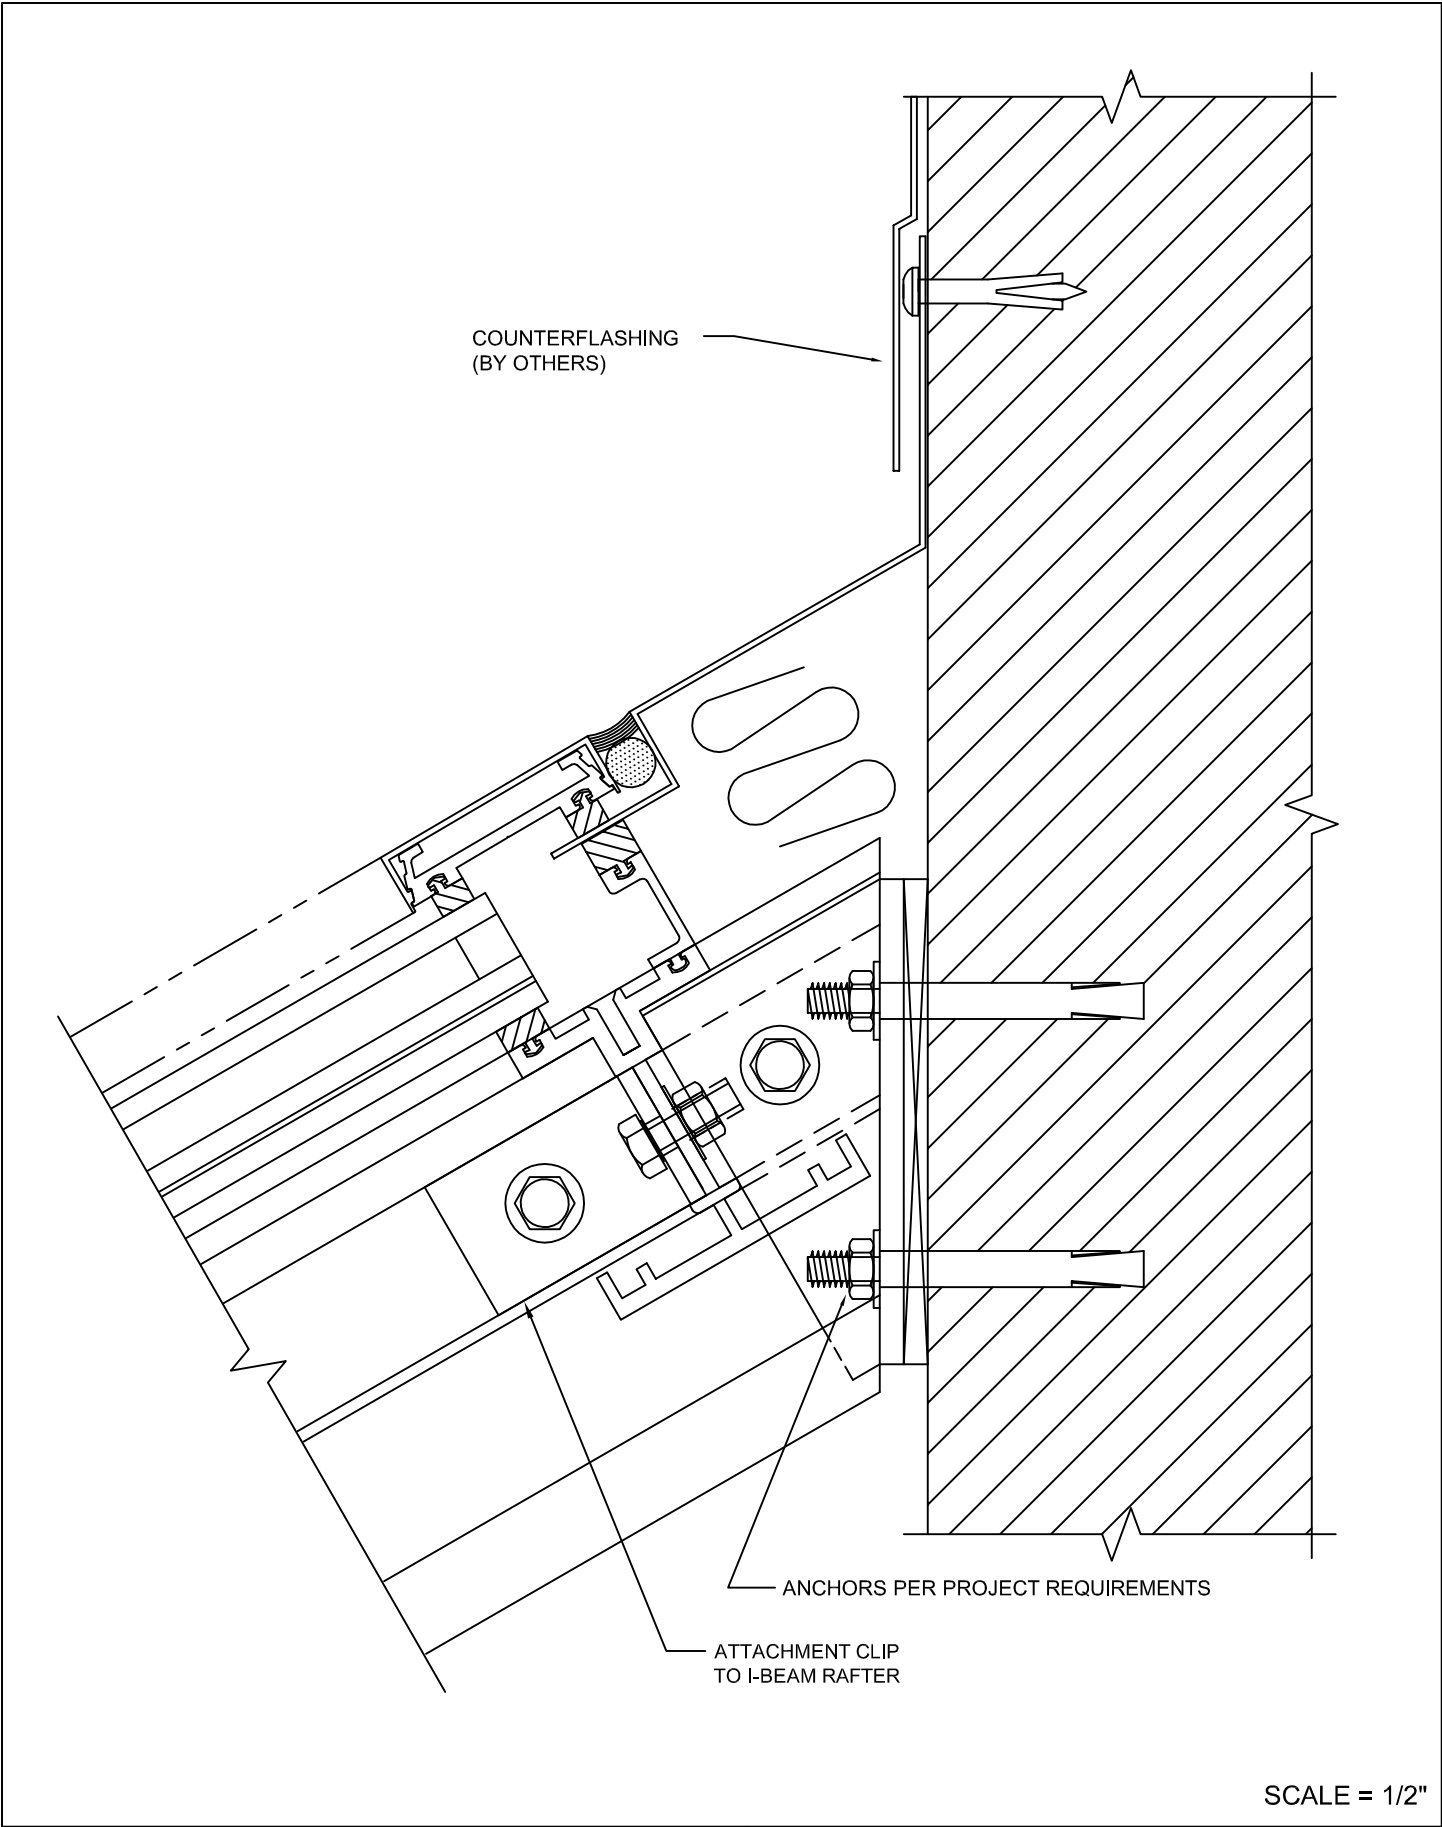 COUNTERFLASHING
(BY OTHERS)
ANCHORS PER PROJECT REQUIREMENTS
ATTACHMENT CLIP
TO I-BEAM RAFTER
SCALE = 1/2"